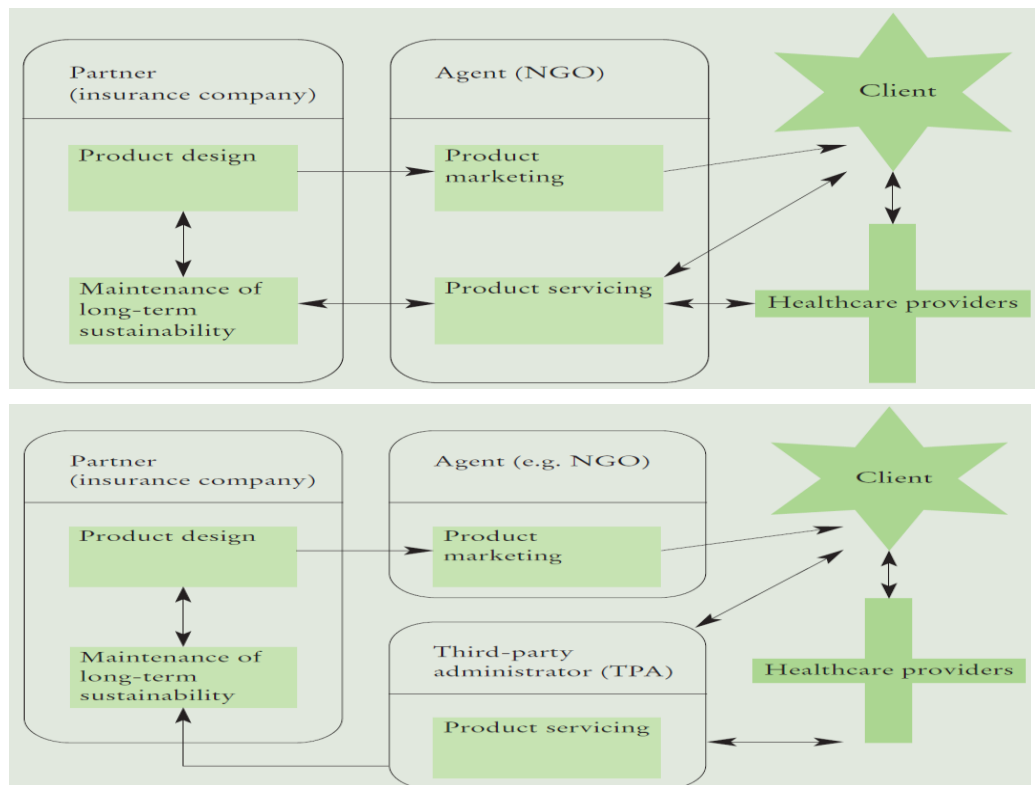 Partner
(insurance company)
Agent (NGO)
Client
Product design
Product
marketing
Maintenance of
long-term
sustainability
Product servicing
Healthcare providers
Partner
(insurance company)
Agent (e.g. NGO)
Client
Product design
Product
marketing
Maintenance of
long-term
sustainability
Third-party
administrator (TPA)
Healthcare providers
Product servicing